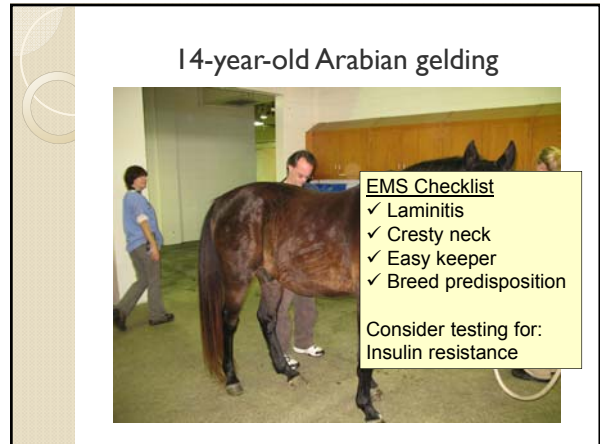 14-year-old Arabian gelding
EMS Checklist
✓ Laminitis
✓ Cresty neck
✓ Easy keeper
✓ Breed predisposition
Consider testing for:
Insulin resistance